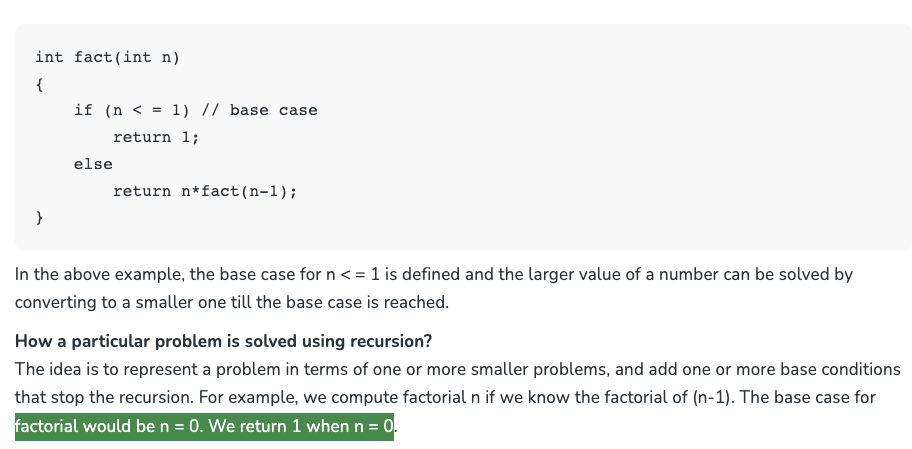 int fact(int n)
{
    if (n < = 1) // base case
        return 1;
    else
        return n*fact(n-1);
}
In the above example, the base case for n < = 1 is defined and the larger value of a number can be solved by
converting to a smaller one till the base case is reached.
How a particular problem is solved using recursion?
The idea is to represent a problem in terms of one or more smaller problems, and add one or more base conditions
that stop the recursion. For example, we compute factorial n if we know the factorial of (n-1). The base case for
factorial would be n = 0. We return 1 when n = 0.